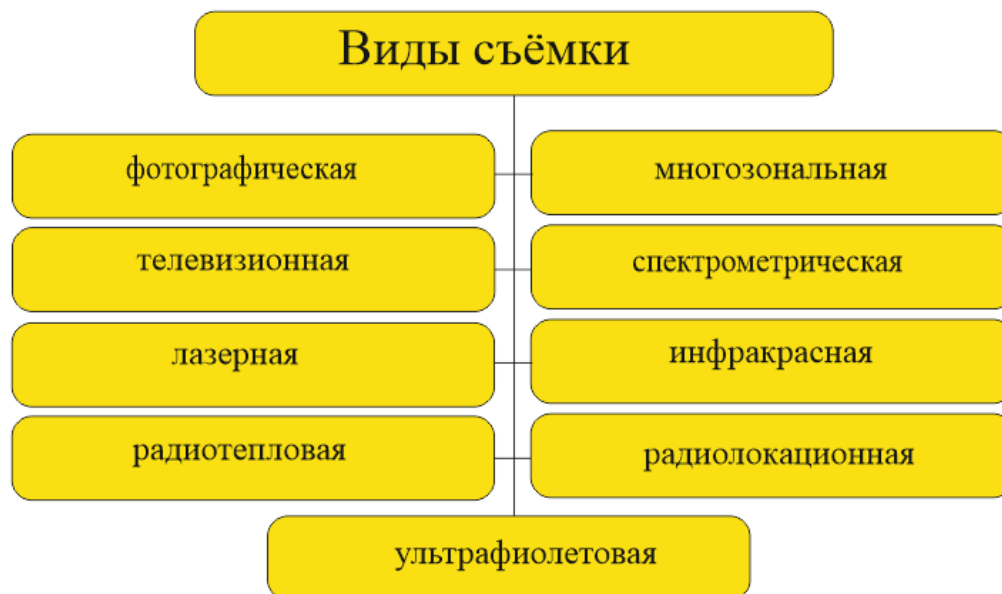 Виды съёмки
фотографическая
многозональная
телевизионная
спектрометрическая
лазерная
инфракрасная
радиотепловая
радиолокационная
ультрафиолетовая